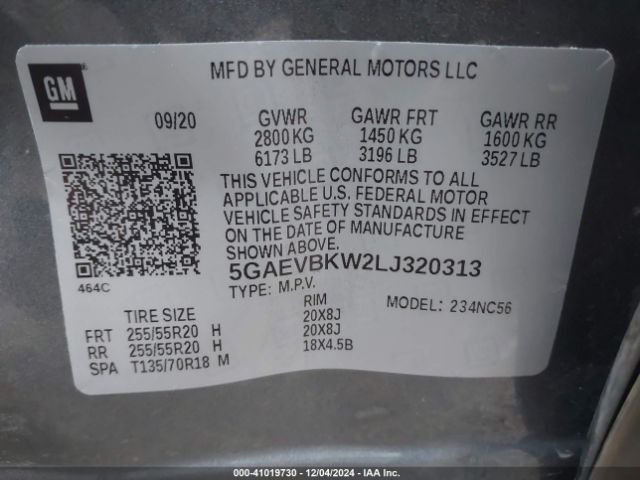 GM
MFD BY GENERAL MOTORS LLC
09/20
GVWR GAWR FRT GAWR RR
2800 KG 1450 KG 1600 KG
6173 LB 3196 LB 3527 LB
THIS VEHICLE CONFORMS TO ALL
APPLICABLE U.S. FEDERAL MOTOR
VEHICLE SAFETY STANDARDS IN EFFECT
ON THE DATE OF MANUFACTURE
SHOWN ABOVE.
464C
5GAEVBKW2LJ320313
TYPE: M.P.V.
MODEL: 234NC56
TIRE SIZE RIM
FRT 255/55R20 H 20X8J
RR 255/55R20 H 20X8J
SPA T135/70R18 M 18X4.5B
000-41019730 - 12/04/2024 - IAA Inc.